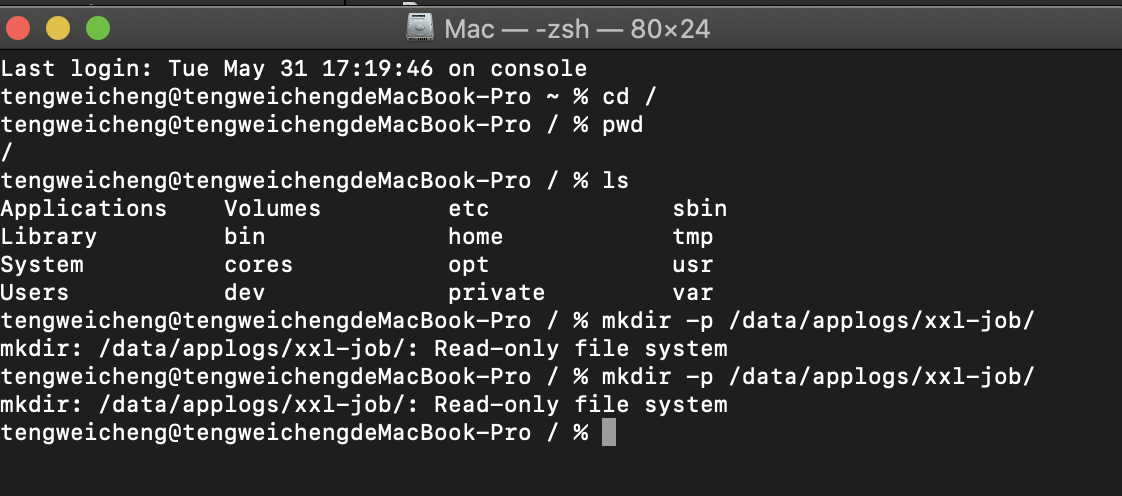 Mac — -zsh — 80×24
Last login: Tue May 31 17:19:46 on console
tengweicheng@tengweichengdeMacBook-Pro ~ % cd /
tengweicheng@tengweichengdeMacBook-Pro / % pwd
/
tengweicheng@tengweichengdeMacBook-Pro / % ls
Applications    Volumes         etc             sbin
Library         bin             home            tmp
System          cores           opt             usr
Users           dev             private         var
tengweicheng@tengweichengdeMacBook-Pro / % mkdir -p /data/applogs/xxl-job/
mkdir: /data/applogs/xxl-job/: Read-only file system
tengweicheng@tengweichengdeMacBook-Pro / % mkdir -p /data/applogs/xxl-job/
mkdir: /data/applogs/xxl-job/: Read-only file system
tengweicheng@tengweichengdeMacBook-Pro / %